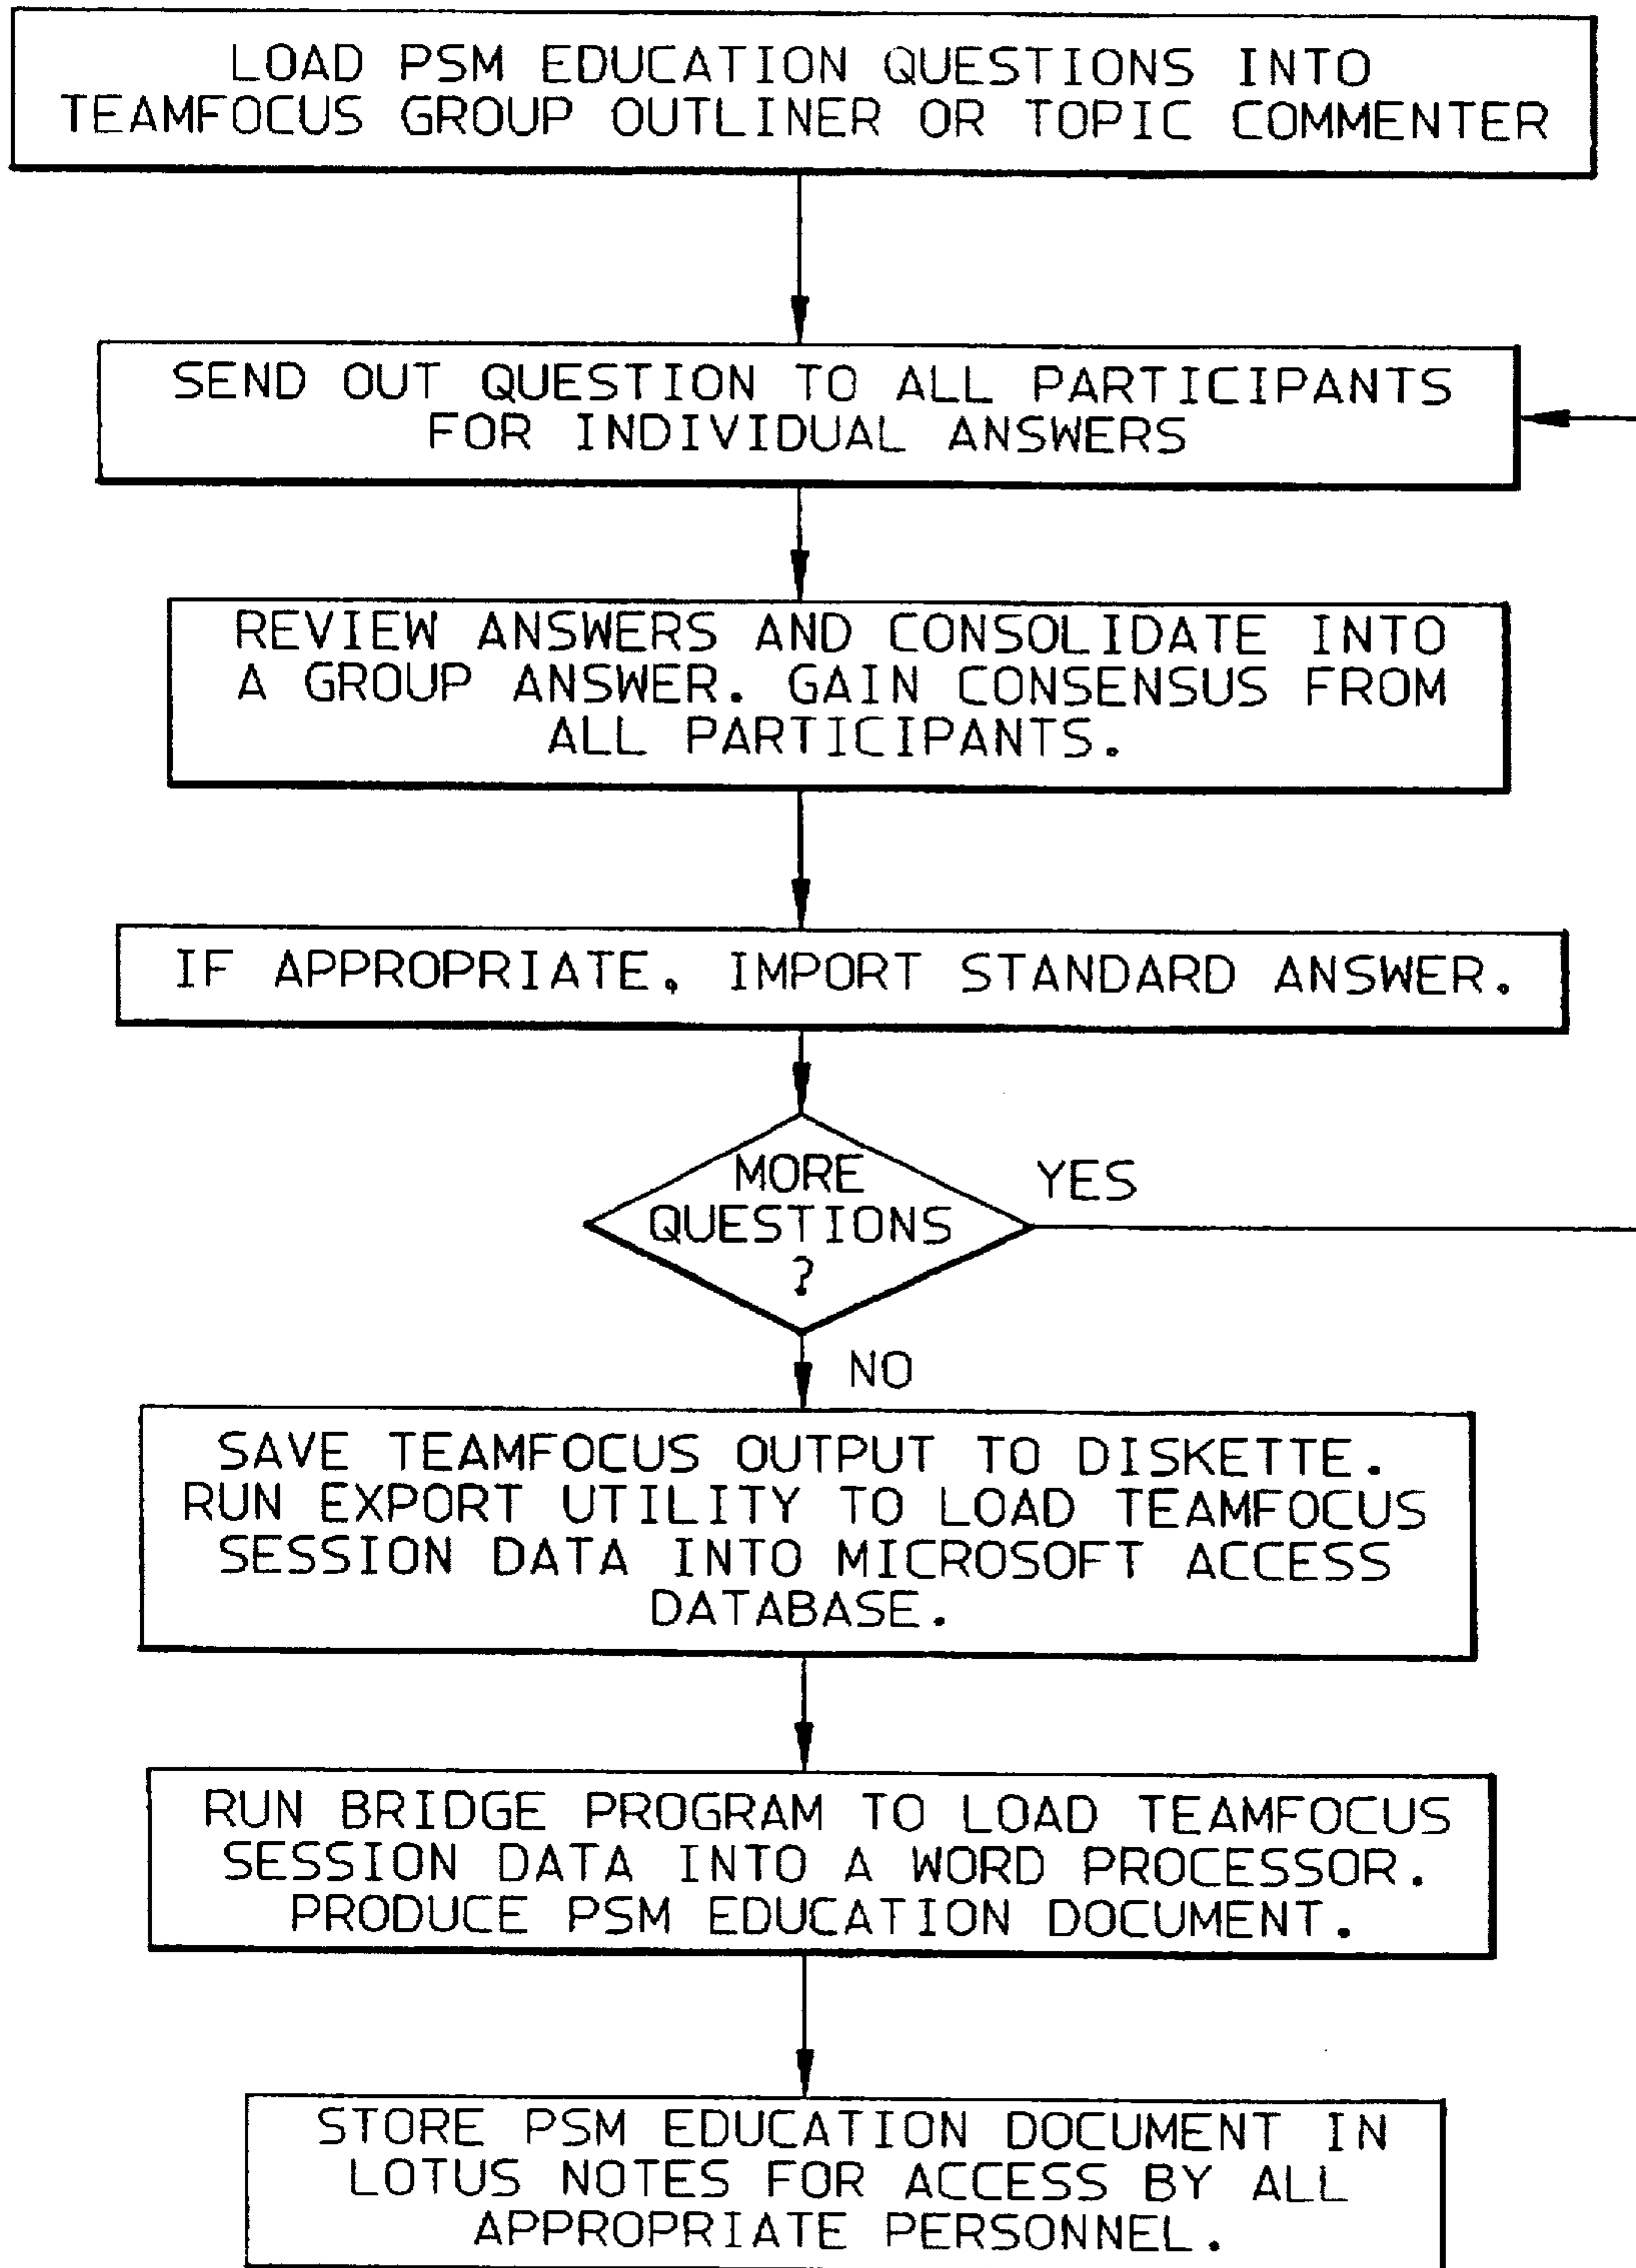 LOAD PSM EDUCATION QUESTIONS INTO
TEAMFOCUS GROUP OUTLINER OR TOPIC COMMENTER
SEND OUT QUESTION TO ALL PARTICIPANTS
FOR INDIVIDUAL ANSWERS
REVIEW ANSWERS AND CONSOLIDATE INTO
A GROUP ANSWER. GAIN CONSENSUS FROM
ALL PARTICIPANTS.
IF APPROPRIATE, IMPORT STANDARD ANSWER.
MORE
QUESTIONS
?
YES
NO
SAVE TEAMFOCUS OUTPUT TO DISKETTE.
RUN EXPORT UTILITY TO LOAD TEAMFOCUS
SESSION DATA INTO MICROSOFT ACCESS
DATABASE.
RUN BRIDGE PROGRAM TO LOAD TEAMFOCUS
SESSION DATA INTO A WORD PROCESSOR.
PRODUCE PSM EDUCATION DOCUMENT.
STORE PSM EDUCATION DOCUMENT IN
LOTUS NOTES FOR ACCESS BY ALL
APPROPRIATE PERSONNEL.